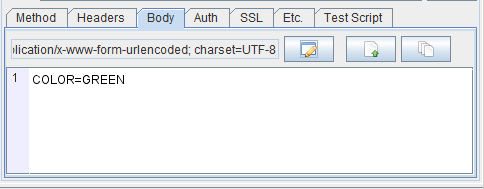 Method Headers Body Auth SSL Etc. Test Script
plication/x-www-form-urlencoded; charset=UTF-8
1 COLOR=GREEN